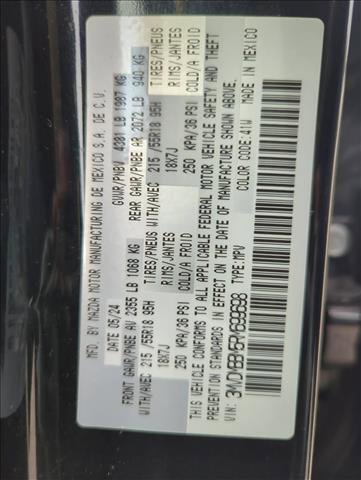 MFD. BY MAZDA MOTOR MANUFACTURING DE MEXICO S.A. DE C.V.
DATE 05/24 GVWR/PNBV 4381 LB 1987 KG
FRONT GAWR/PNBE AV 2355 LB 1068 KG REAR GAWR/PNBE AR 2072 LB 940 KG
WITH/AVEC 215 /55R18 95H TIRES/PNEUS WITH/AVEC 215 /55R18 95H TIRES/PNEUS
18X7J RIMS/JANTES 18X7J RIMS/JANTES
250 KPA/36 PSI COLD/A FROID 250 KPA/36 PSI COLD/A FROID
THIS VEHICLE CONFORMS TO ALL APPLICABLE FEDERAL MOTOR VEHICLE SAFETY AND THEFT
PREVENTION STANDARDS IN EFFECT ON THE DATE OF MANUFACTURE SHOWN ABOVE.
VIN: TYPE:MPV COLOR CODE:41W MADE IN MEXICO